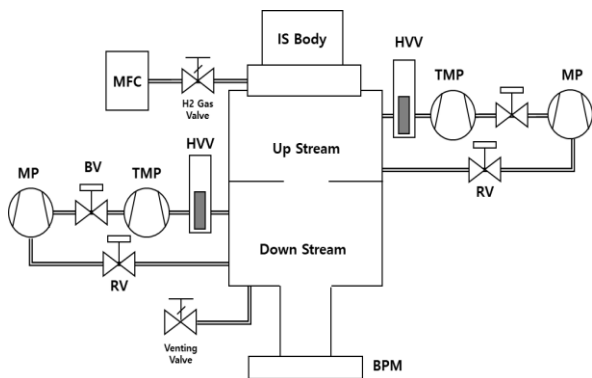 IS Body
HVV
TMP
MP
MFC
H2 Gas
Valve
Up Stream
RV
MP
BV
TMP
HVV
Down Stream
RV
Venting
Valve
BPM